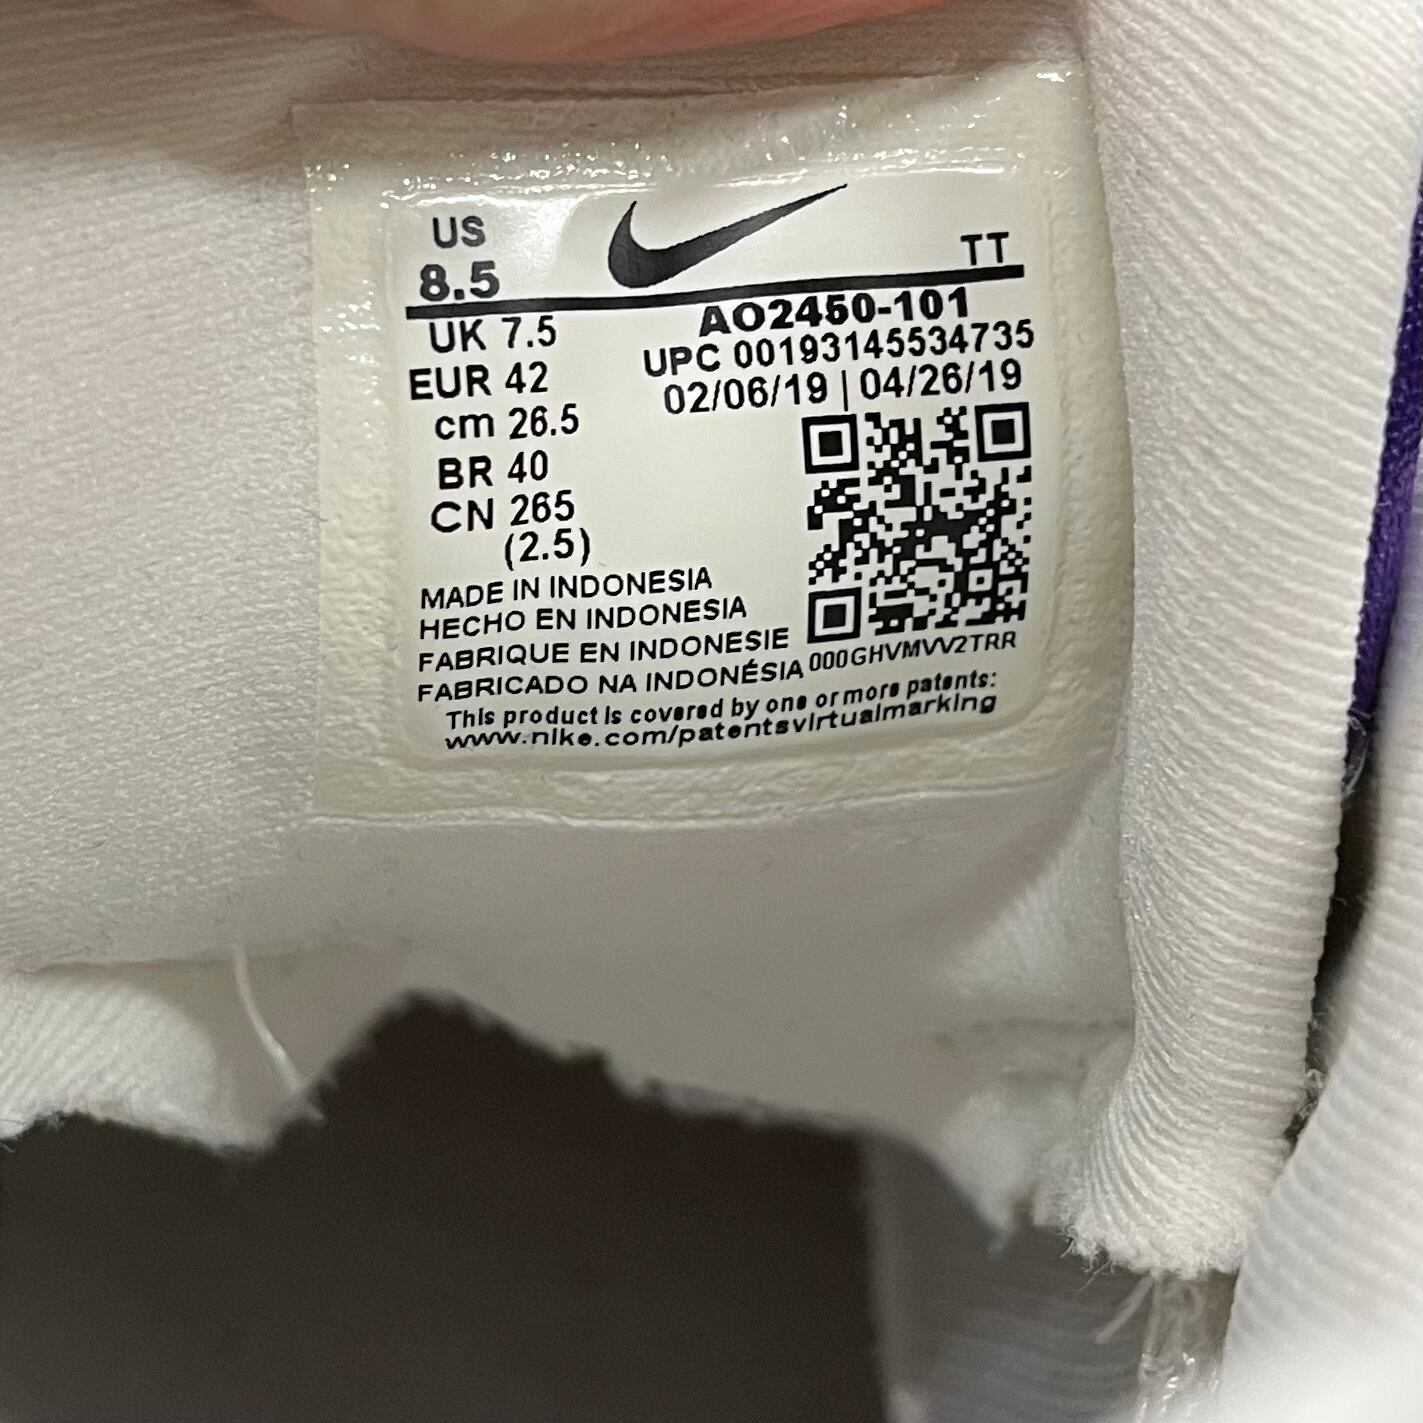 US
8.5
TT
UK 7.5
EUR 42
cm 26.5
BR 40
CN 265
(2.5)
AO2450-101
UPC 00193145534735
02/06/19 | 04/26/19
MADE IN INDONESIA
HECHO EN INDONESIA
FABRIQUE EN INDONESIE
FABRICADO NA INDONÉSIA
000GHVMVV2TRR
This product is covered by one or more patents:
www.nike.com/patentsvirtualmarking